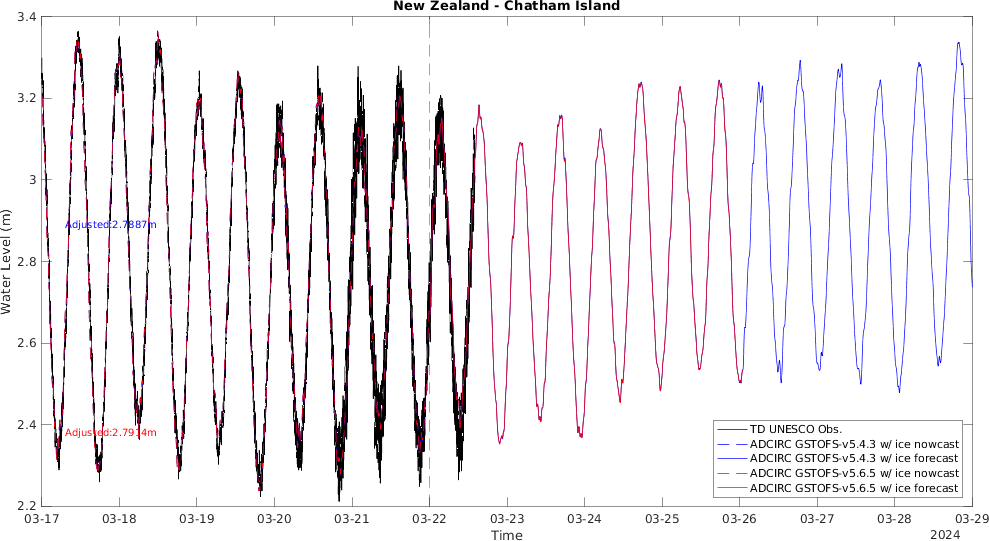 New Zealand - Chatham Island
3.4
3.2
3
2.8
2.6
2.4
2.2
Water Level (m)
Adjusted:2.7887m
Adjusted:2.7914m
TD UNESCO Obs.
ADCIRC GSTOFS-v5.4.3 w/ ice nowcast
ADCIRC GSTOFS-v5.4.3 w/ ice forecast
ADCIRC GSTOFS-v5.6.5 w/ ice nowcast
ADCIRC GSTOFS-v5.6.5 w/ ice forecast
03-17 03-18 03-19 03-20 03-21 03-22 03-23 03-24 03-25 03-26 03-27 03-28 03-29
Time
2024